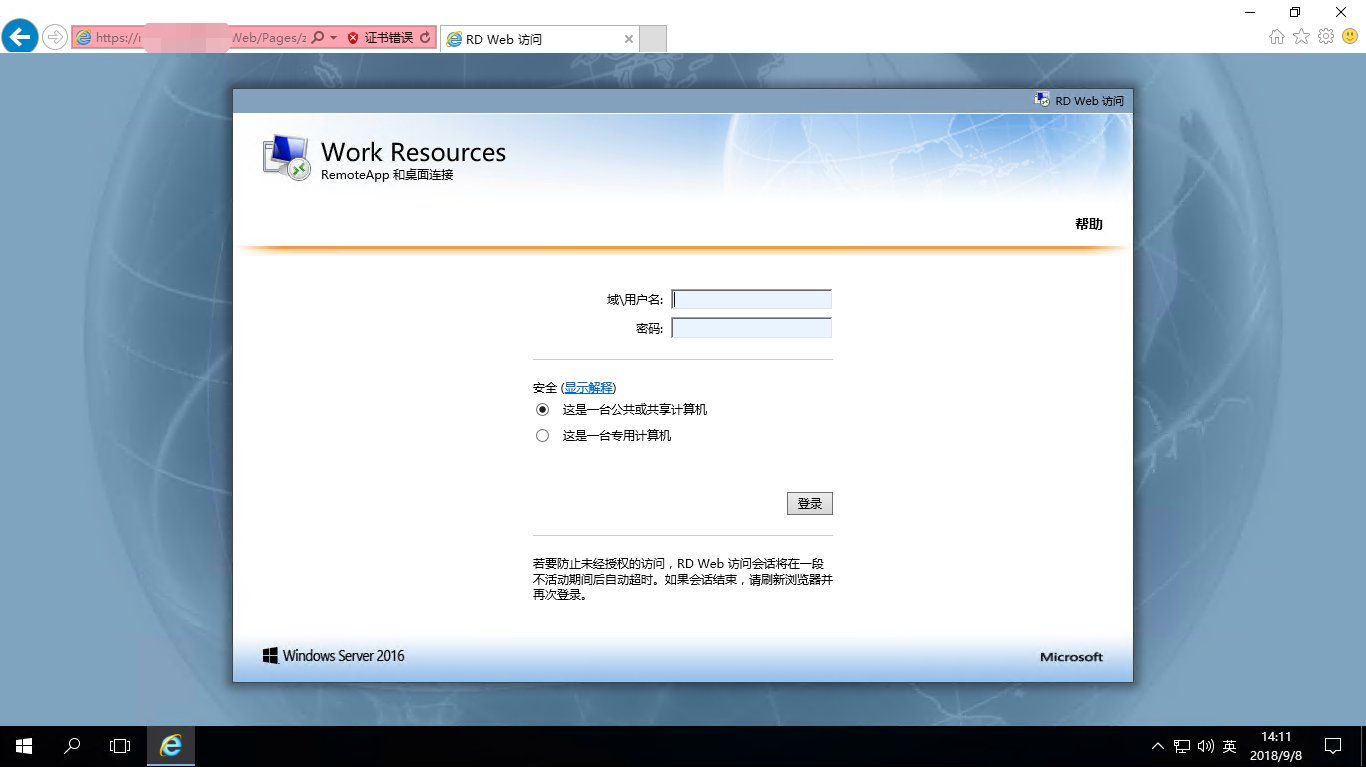 https://
Web/Pages/z
证书错误
RD Web 访问
RD Web 访问
Work Resources
RemoteApp 和桌面连接
帮助
域\用户名:
密码:
安全 (显示解释)
这是一台公共或共享计算机
这是一台专用计算机
登录
若要防止未经授权的访问，RD Web 访问会话将在一段
不活动期间后自动超时。如果会话结束，请刷新浏览器并
再次登录。
Windows Server 2016
Microsoft
英
14:11
2018/9/8